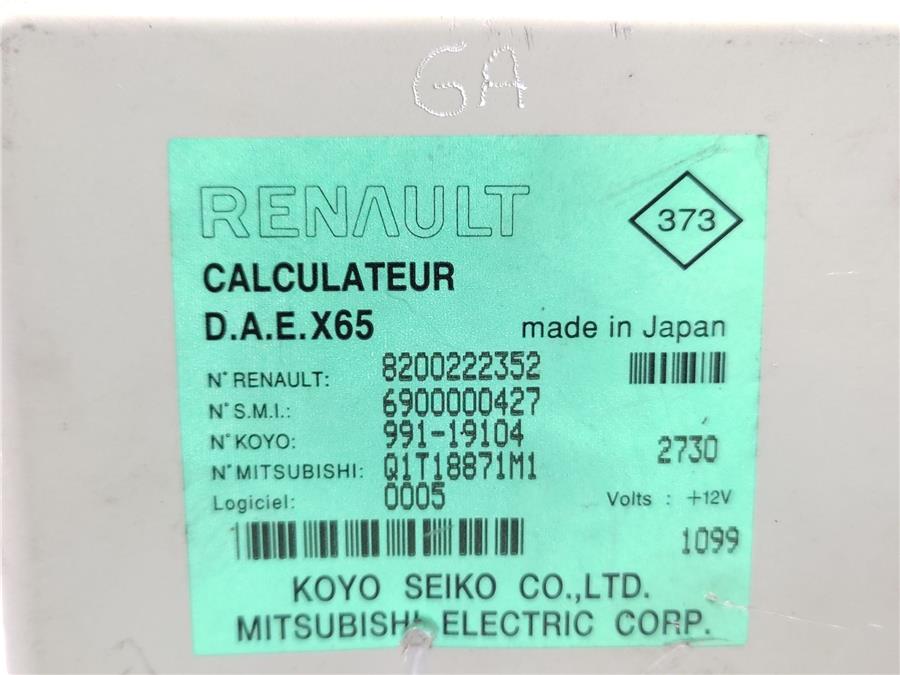 GA
RENAULT
373
CALCULATEUR
D.A.E.X65
made in Japan
N° RENAULT: 8200222352
N° S.M.I.: 6900000427
N° KOYO: 991-19104
2730
N° MITSUBISHI: Q1T18871M1
Logiciel: 0005
Volts : +12V
1099
KOYO SEIKO CO.,LTD.
MITSUBISHI ELECTRIC CORP.